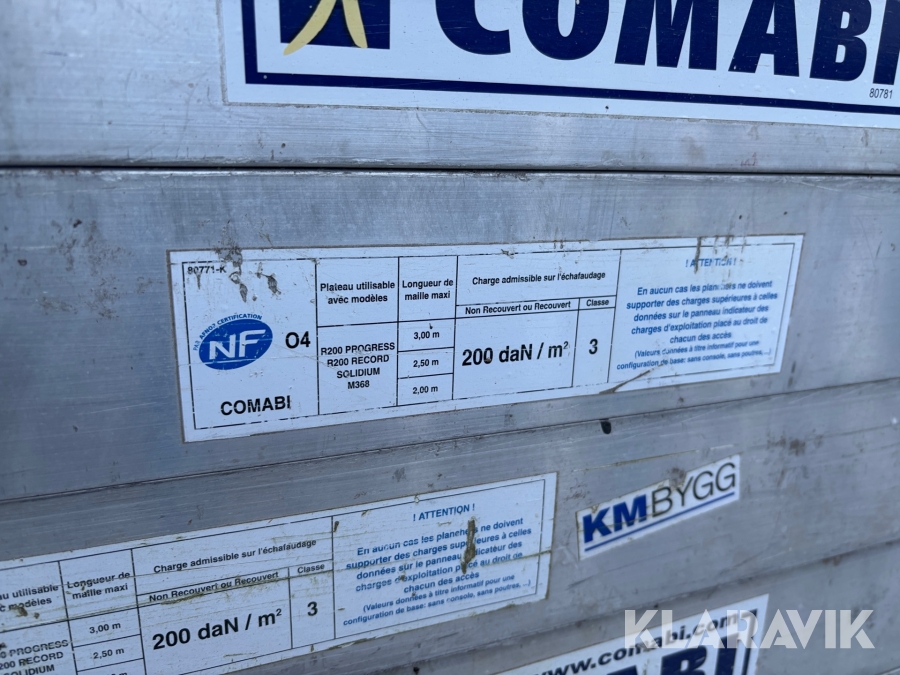 COMABI
80781
80771-K
PAR AFNOR CERTIFICATION
NF
04
COMABI
Plateau utilisable
avec modèles
R200 PROGRESS
R200 RECORD
SOLIDIUM
M368
Longueur de
maille maxi
3,00 m
2,50 m
2,00 m
Charge admissible sur l'échafaudage
Non Recouvert ou Recouvert
Classe
200 daN / m²
3
! ATTENTION !
En aucun cas les planchers ne doivent
supporter des charges supérieures à celles
données sur le panneau indicateur des
charges d'exploitation placé au droit de
chacun des accès.
(Valeurs données à titre informatif pour une
configuration de base: sans console, sans poutres, ...)
KMBYGG
utilisable
modèles
PROGRESS
200 RECORD
SOLIDIUM
Longueur de
maille maxi
3,00 m
2,50 m
m
Charge admissible sur l'échafaudage
Non Recouvert ou Recouvert
Classe
200 daN / m²
3
! ATTENTION !
En aucun cas les planchers ne doivent
supporter des charges supérieures à celles
données sur le panneau indicateur des
charges d'exploitation placé au droit de
chacun des accès
(Valeurs données à titre informatif pour une
configuration de base: sans console, sans poutres, ...)
www.comabi.com
KLARAVIK